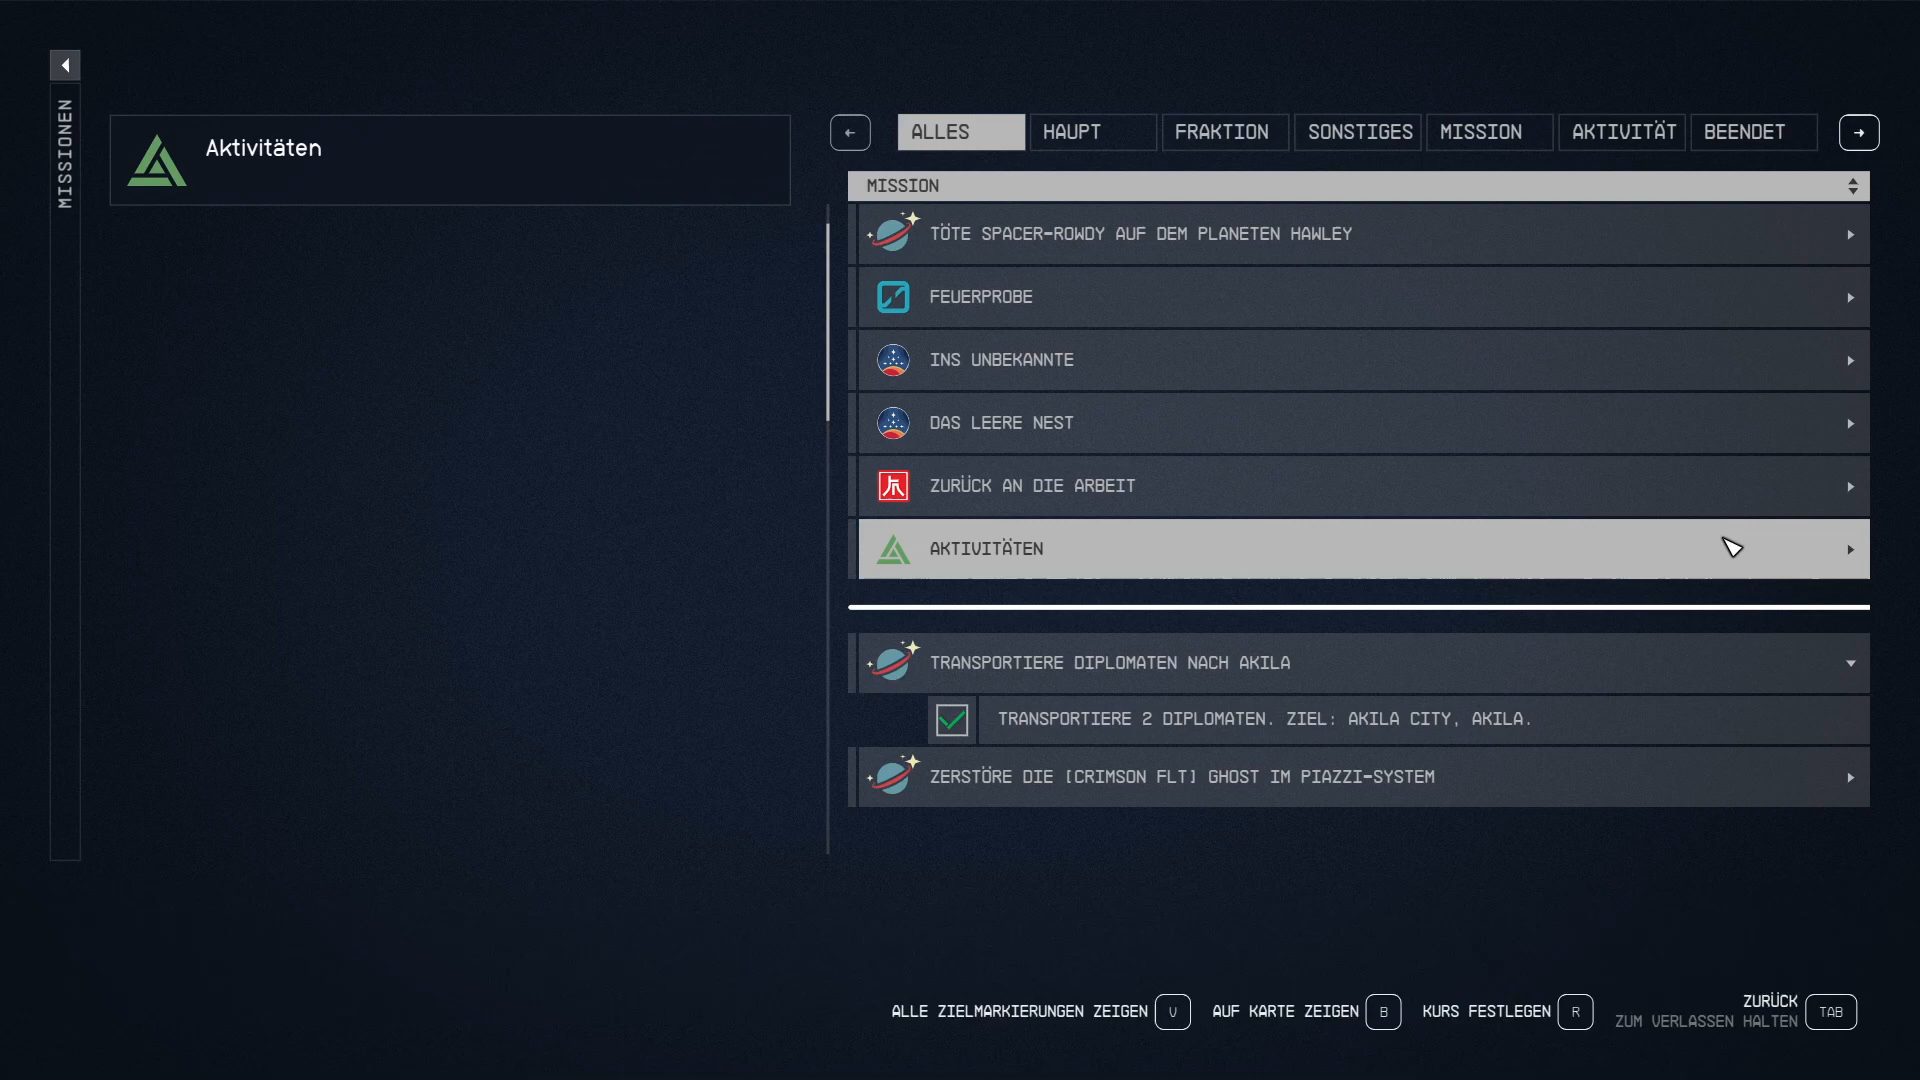 MISSIONEN
Aktivitäten
ALLES HAUPT FRAKTION SONSTIGES MISSION AKTIVITÄT BEENDET
MISSION
TÖTE SPACER-ROWDY AUF DEM PLANETEN HAWLEY
FEUERPROBE
INS UNBEKANNTE
DAS LEERE NEST
ZURÜCK AN DIE ARBEIT
AKTIVITÄTEN
TRANSPORTIERE DIPLOMATEN NACH AKILA
TRANSPORTIERE 2 DIPLOMATEN. ZIEL: AKILA CITY, AKILA.
ZERSTÖRE DIE [CRIMSON FLT] GHOST IM PIAZZI-SYSTEM
ALLE ZIELMARKIERUNGEN ZEIGEN V AUF KARTE ZEIGEN B KURS FESTLEGEN R ZURÜCK
ZUM VERLASSEN HALTEN TAB